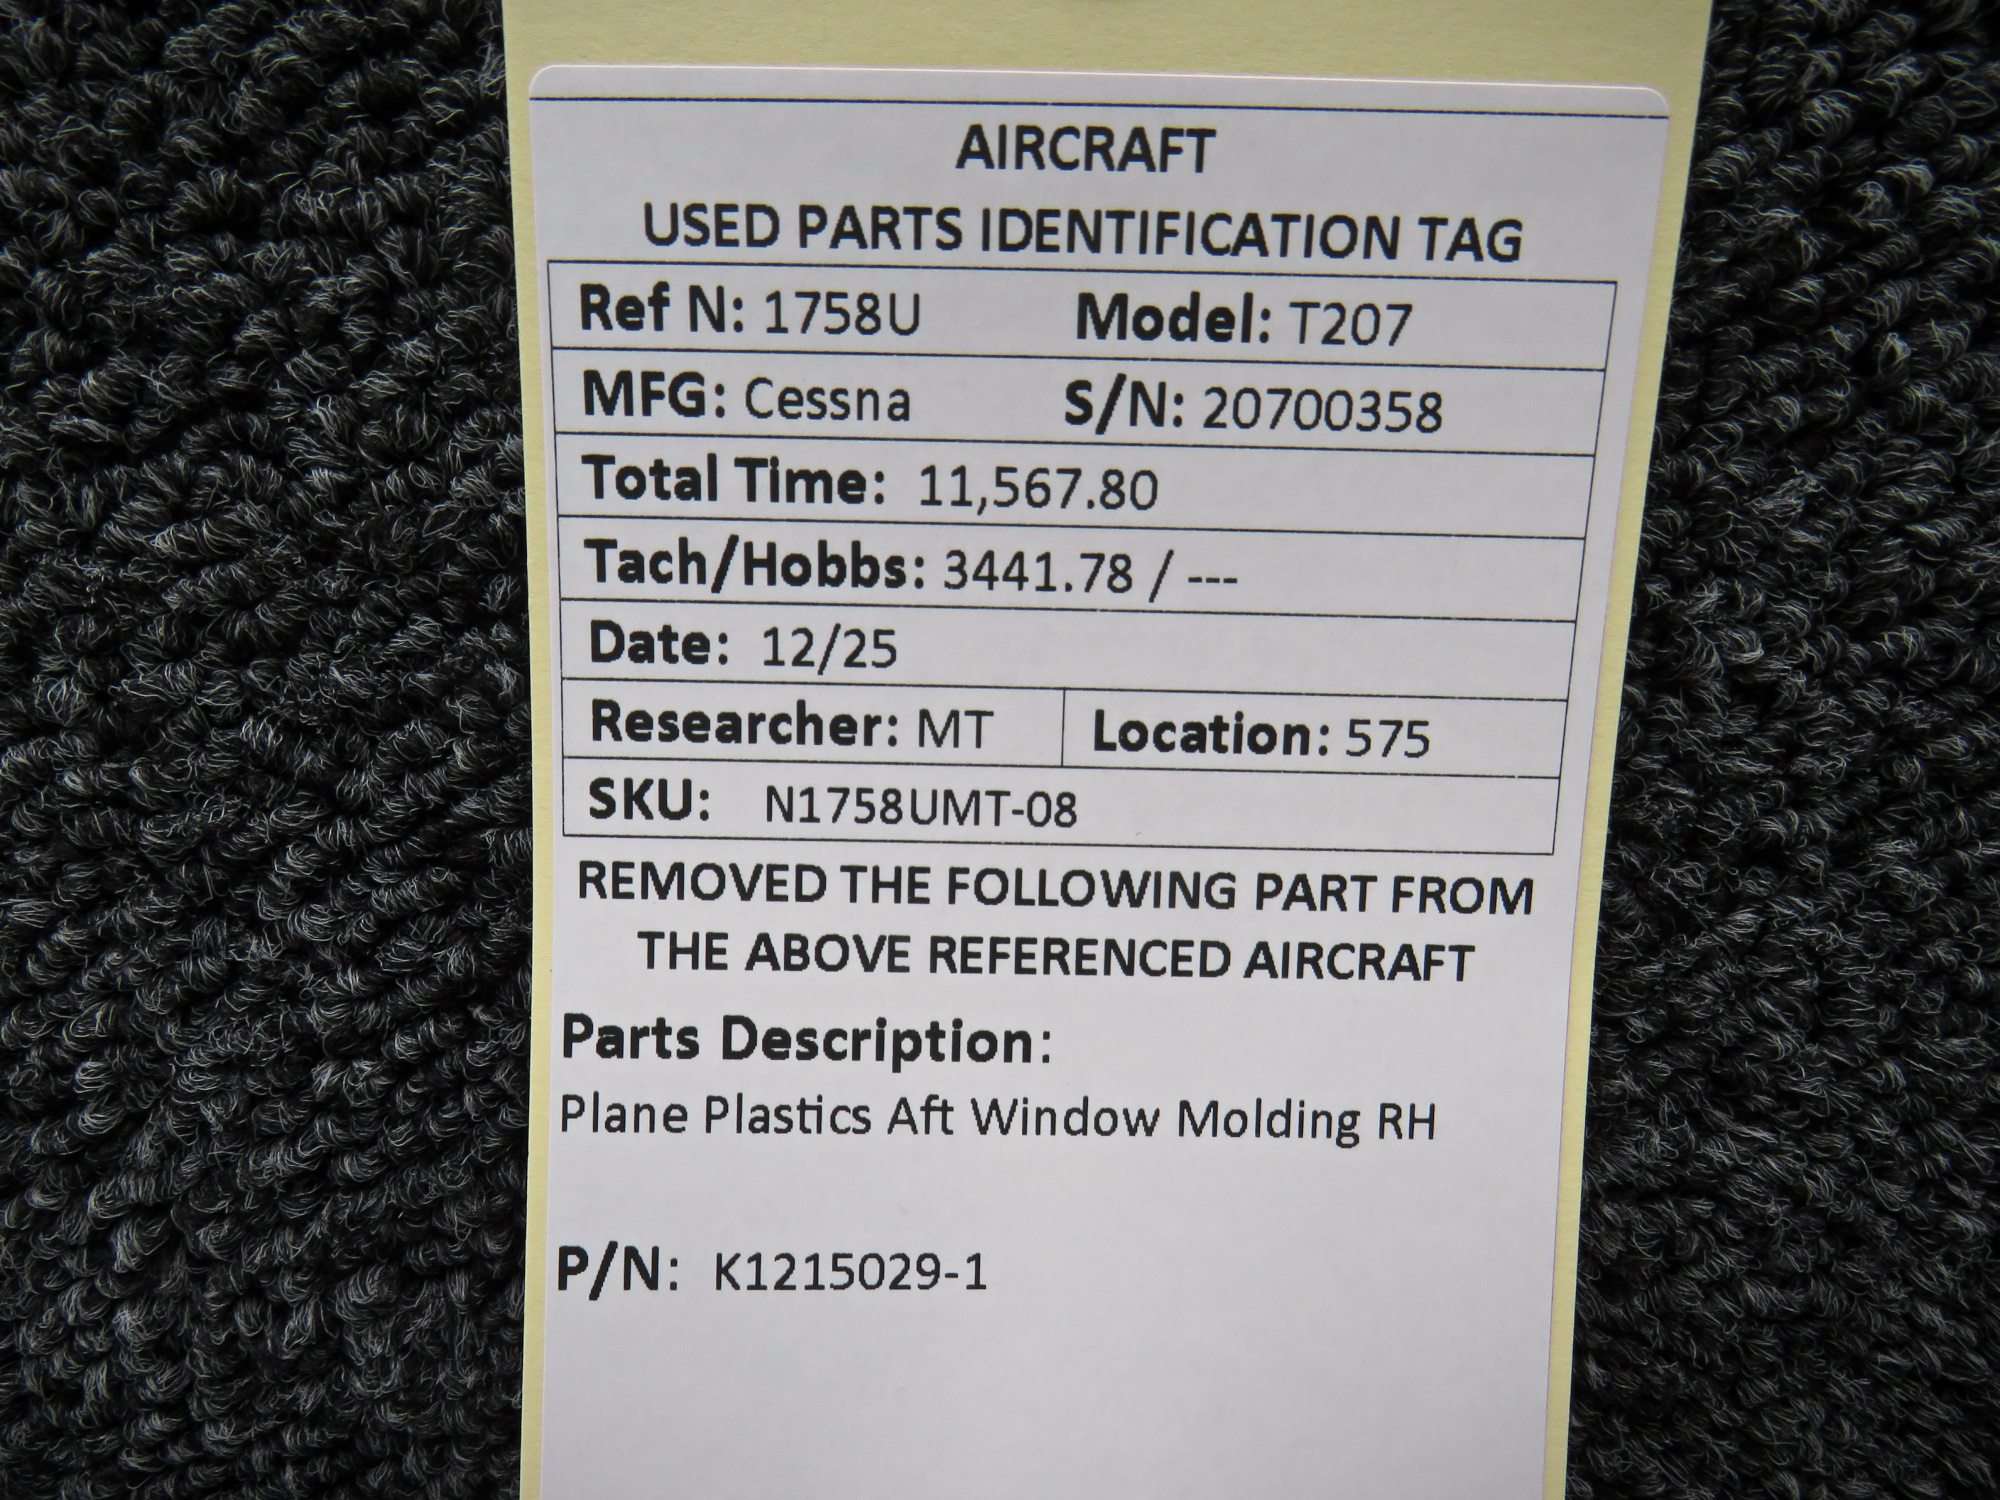 AIRCRAFT
USED PARTS IDENTIFICATION TAG
Ref N: 1758U Model: T207
MFG: Cessna S/N: 20700358
Total Time: 11,567.80
Tach/Hobbs: 3441.78 / ---
Date: 12/25
Researcher: MT Location: 575
SKU: N1758UMT-08
REMOVED THE FOLLOWING PART FROM
THE ABOVE REFERENCED AIRCRAFT
Parts Description:
Plane Plastics Aft Window Molding RH
P/N: K1215029-1